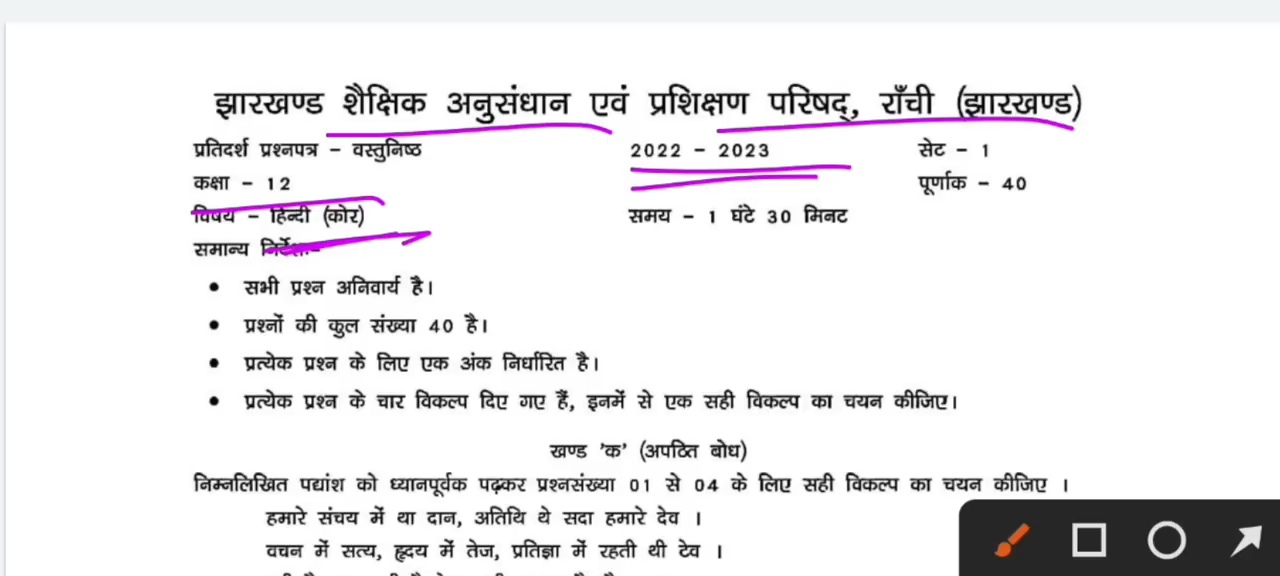 झारखण्ड शैक्षिक अनुसंधान एवं प्रशिक्षण परिषद्, राँची (झारखण्ड)
प्रतिदर्श प्रश्नपत्र – वस्तुनिष्ठ 2022 – 2023 सेट – 1
कक्षा – 12 पूर्णाक – 40
विषय – हिन्दी (कोर) समय – 1 घंटे 30 मिनट
समान्य निर्देशः–
• सभी प्रश्न अनिवार्य है।
• प्रश्नों की कुल संख्या 40 है।
• प्रत्येक प्रश्न के लिए एक अंक निर्धारित है।
• प्रत्येक प्रश्न के चार विकल्प दिए गए हैं, इनमें से एक सही विकल्प का चयन कीजिए।
खण्ड 'क' (अपठित बोध)
निम्नलिखित पद्यांश को ध्यानपूर्वक पढ़कर प्रश्नसंख्या 01 से 04 के लिए सही विकल्प का चयन कीजिए ।
हमारे संचय में था दान, अतिथि थे सदा हमारे देव ।
वचन में सत्य, हृदय में तेज, प्रतिज्ञा में रहती थी टेव ।